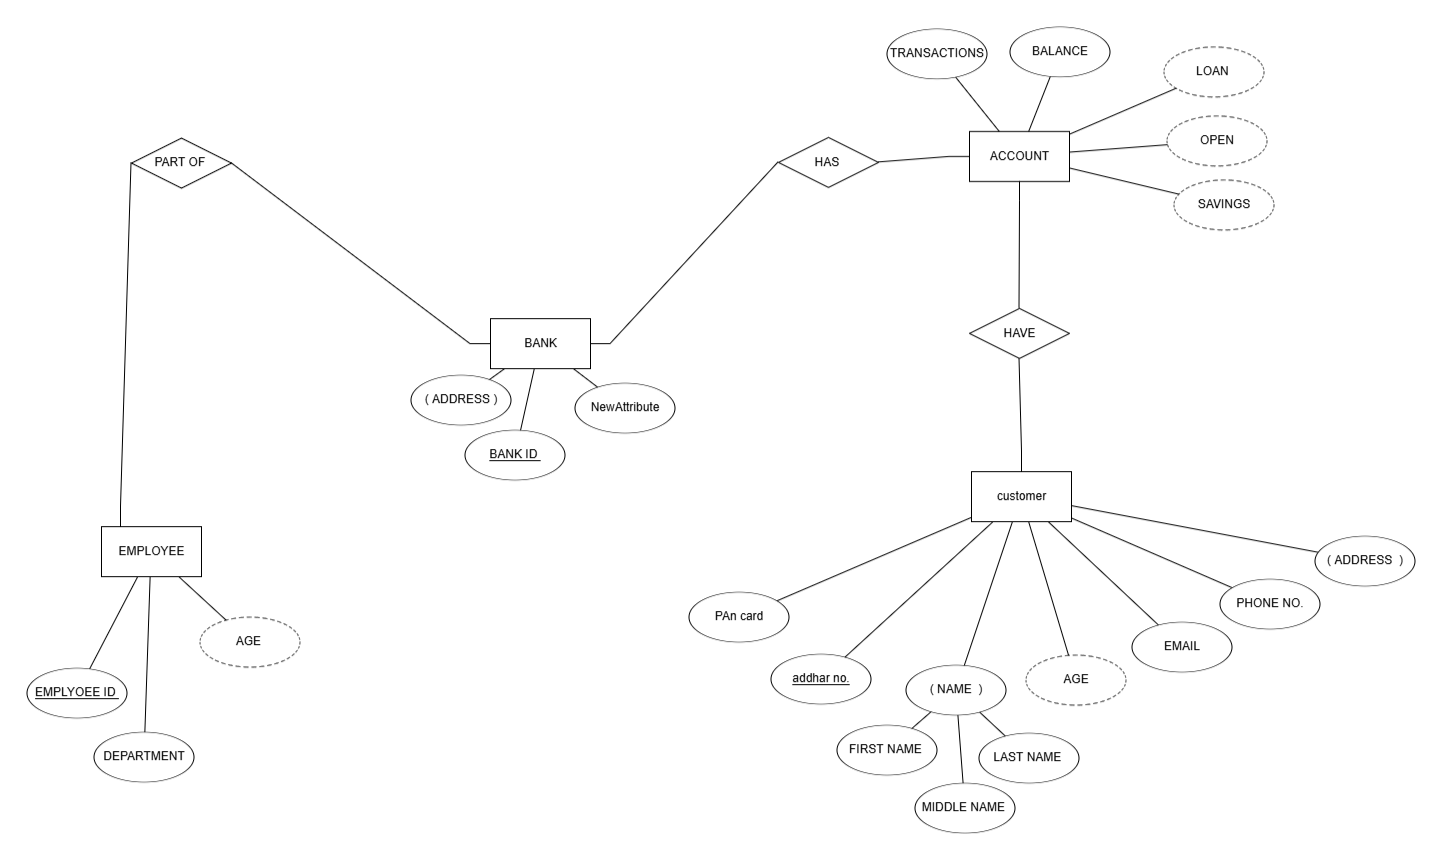 TRANSACTIONS
BALANCE
LOAN
OPEN
SAVINGS
ACCOUNT
PART OF
HAS
HAVE
BANK
( ADDRESS )
NewAttribute
BANK ID
customer
EMPLOYEE
AGE
EMPLYOEE ID
DEPARTMENT
( ADDRESS )
PHONE NO.
PAn card
EMAIL
addhar no.
( NAME )
AGE
FIRST NAME
LAST NAME
MIDDLE NAME